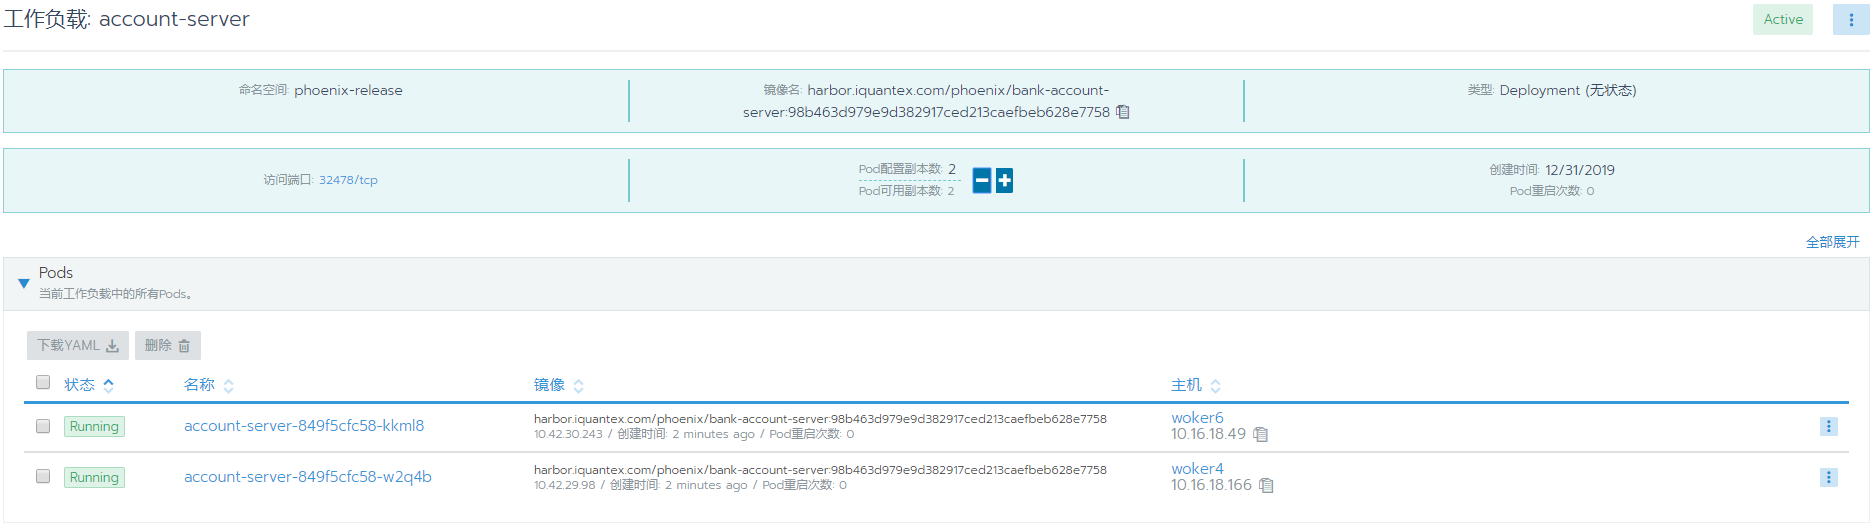 工作负载: account-server
Active
命名空间: phoenix-release
镜像名: harbor.iquantex.com/phoenix/bank-account-
server:98b463d979e9d382917ced213caefbeb628e7758
类型: Deployment (无状态)
访问端口: 32478/tcp
Pod配置副本数: 2
Pod可用副本数: 2
创建时间: 12/31/2019
Pod重启次数: 0
全部展开
Pods
当前工作负载中的所有Pods。
下载YAML
删除
状态 名称 镜像 主机
Running account-server-849f5cfc58-kkml8
harbor.iquantex.com/phoenix/bank-account-server:98b463d979e9d382917ced213caefbeb628e7758
10.42.30.243 / 创建时间: 2 minutes ago / Pod重启次数: 0
woker6
10.16.18.49
Running account-server-849f5cfc58-w2q4b
harbor.iquantex.com/phoenix/bank-account-server:98b463d979e9d382917ced213caefbeb628e7758
10.42.29.98 / 创建时间: 2 minutes ago / Pod重启次数: 0
woker4
10.16.18.166